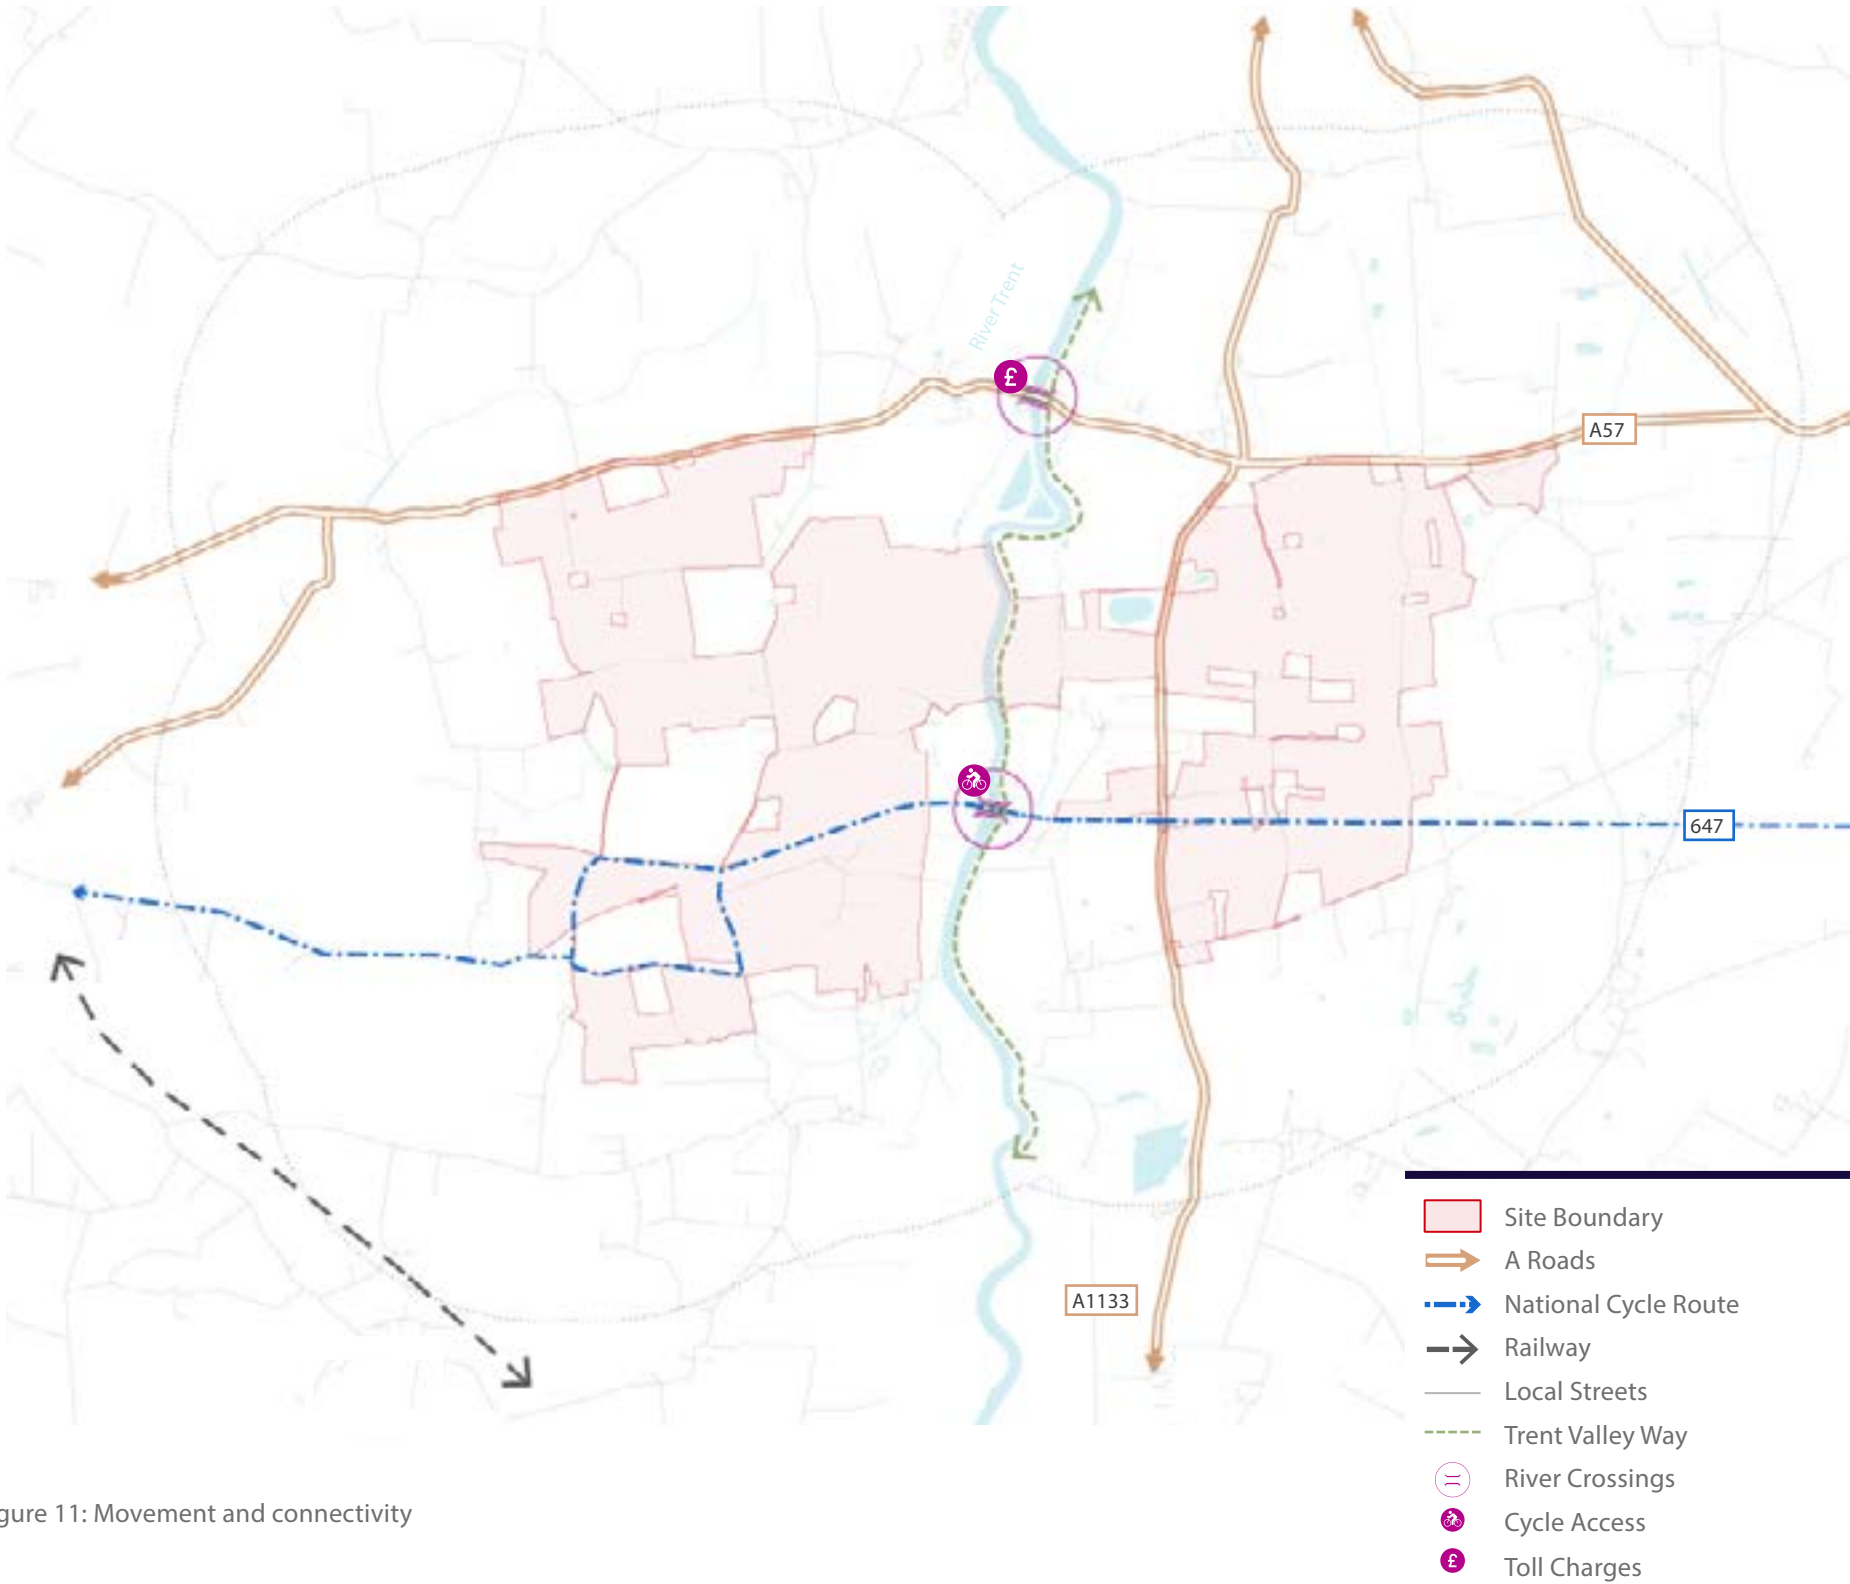 River Trent
£
A57
647
A1133
Site Boundary
A Roads
National Cycle Route
Railway
Local Streets
Trent Valley Way
River Crossings
Cycle Access
£ Toll Charges
gure 11: Movement and connectivity